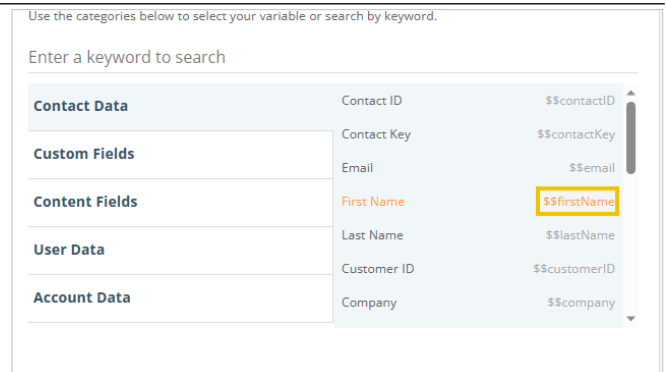 Use the categories below to select your variable or search by keyword.
Enter a keyword to search
Contact Data
Custom Fields
Content Fields
User Data
Account Data
Contact ID $$contactID
Contact Key $$contactKey
Email $$email
First Name $$firstName
Last Name $$lastName
Customer ID $$customerID
Company $$company